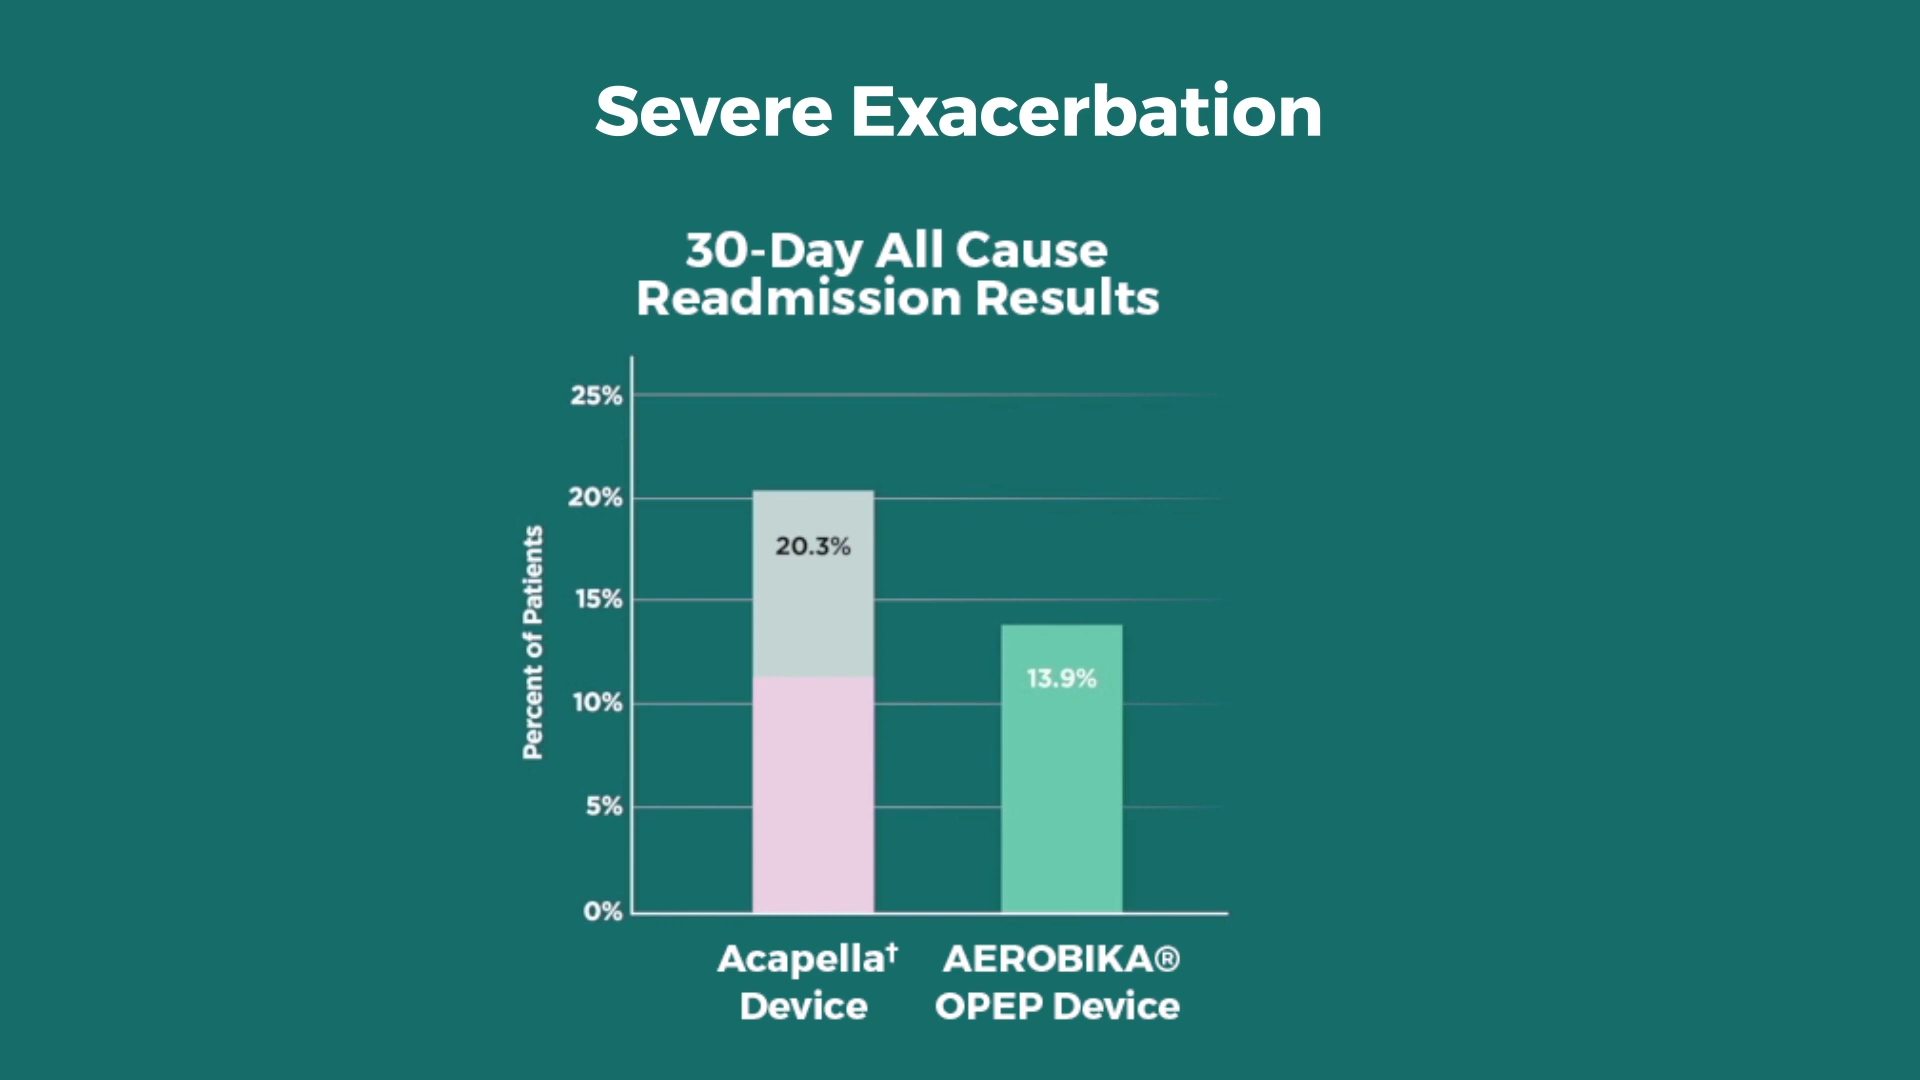 Severe Exacerbation
30-Day All Cause
Readmission Results
25%
20%
15%
10%
5%
0%
Percent of Patients
20.3%
13.9%
Acapella†
Device
AEROBIKA®
OPEP Device